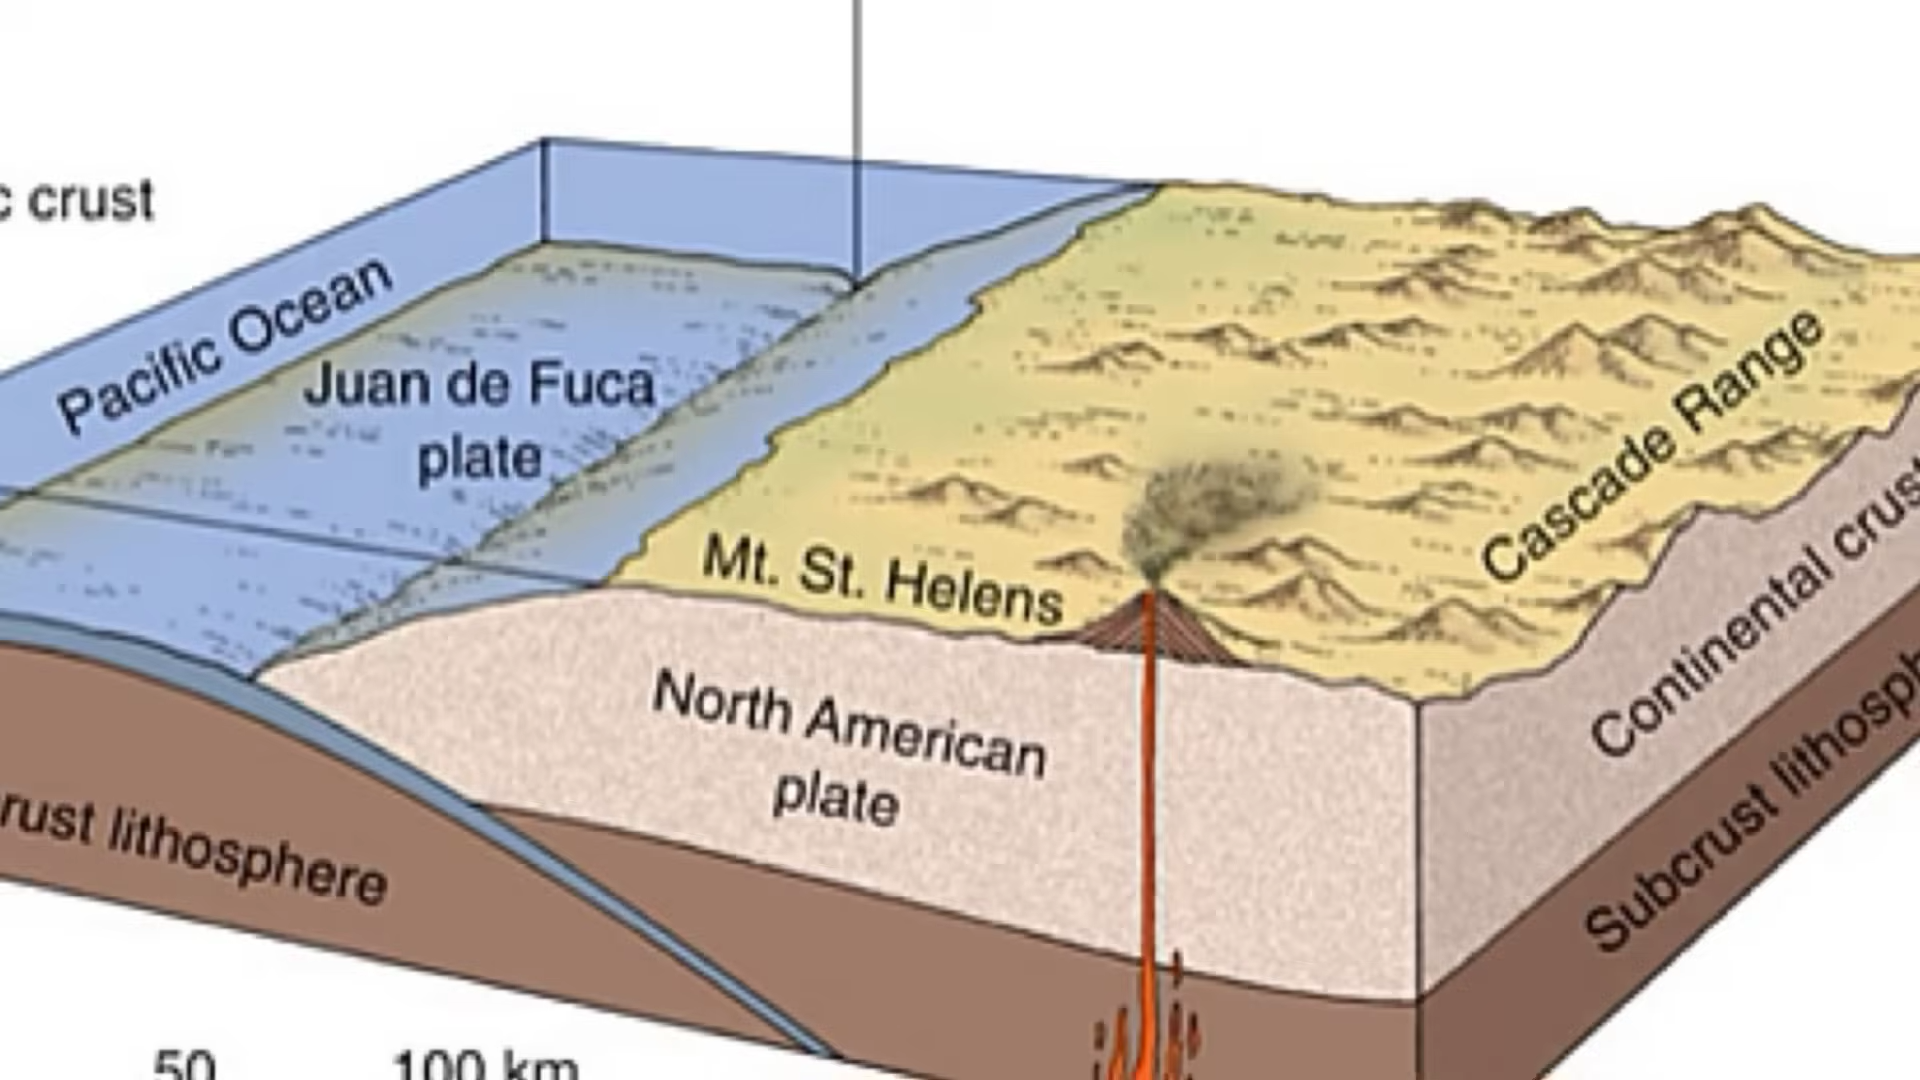 c crust
Pacific Ocean
Juan de Fuca
plate
Mt. St. Helens
Cascade Range
North American
plate
Continental crust
Subcrust lithosph
rust lithosphere
50
100 km